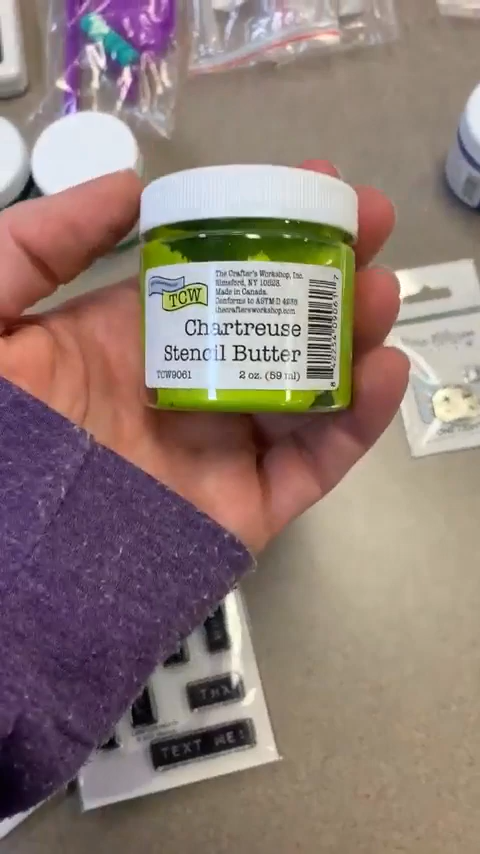 TCW
The Crafter's Workshop, Inc.
Elmsford, NY 10523.
Made in Canada.
Conforms to ASTM-D 4236
thecraftersworkshop.com
Chartreuse
Stencil Butter
TCW9061
2 oz. (59 ml)
THX
TEXT ME!